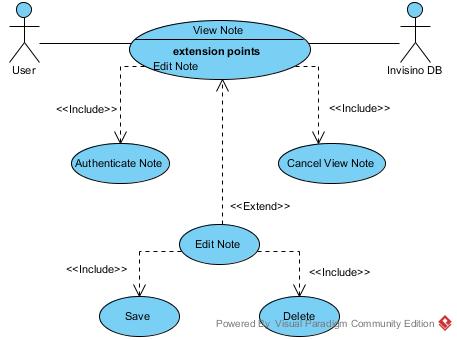 View Note
extension points
Edit Note
User
Invisino DB
<<Include>>
<<Include>>
Authenticate Note
Cancel View Note
<<Extend>>
Edit Note
<<Include>>
<<Include>>
Save
Delete
Powered By Visual Paradigm Community Edition